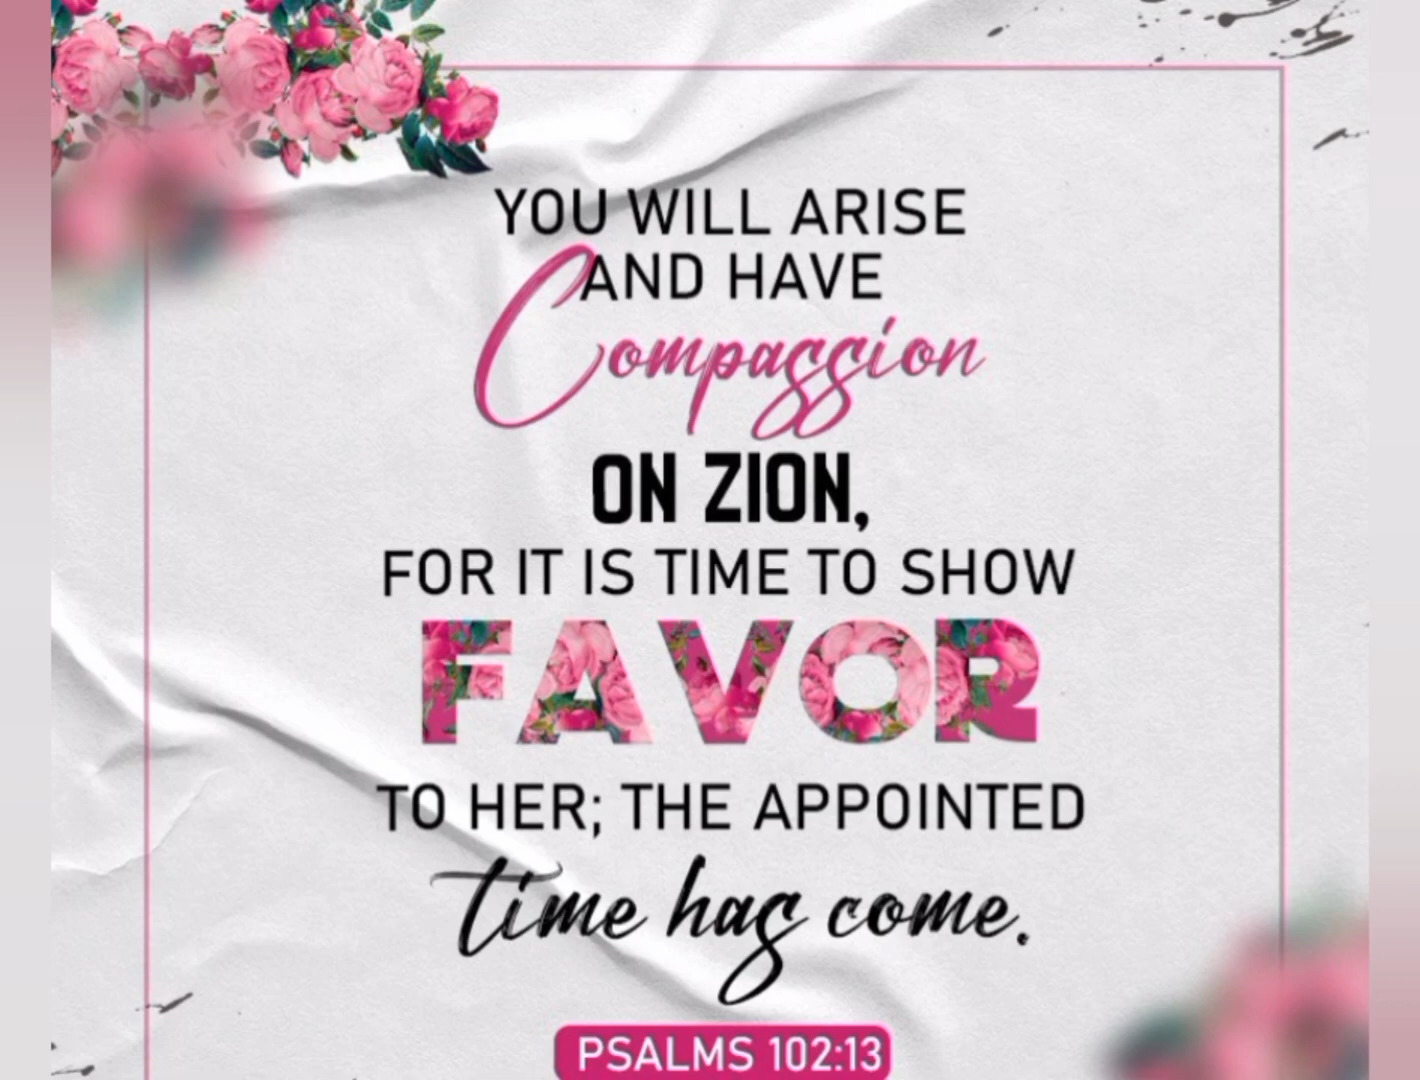 YOU WILL ARISE
AND HAVE
Compassion
ON ZION,
FOR IT IS TIME TO SHOW
FAVOR
TO HER; THE APPOINTED
time has come.
PSALMS 102:13